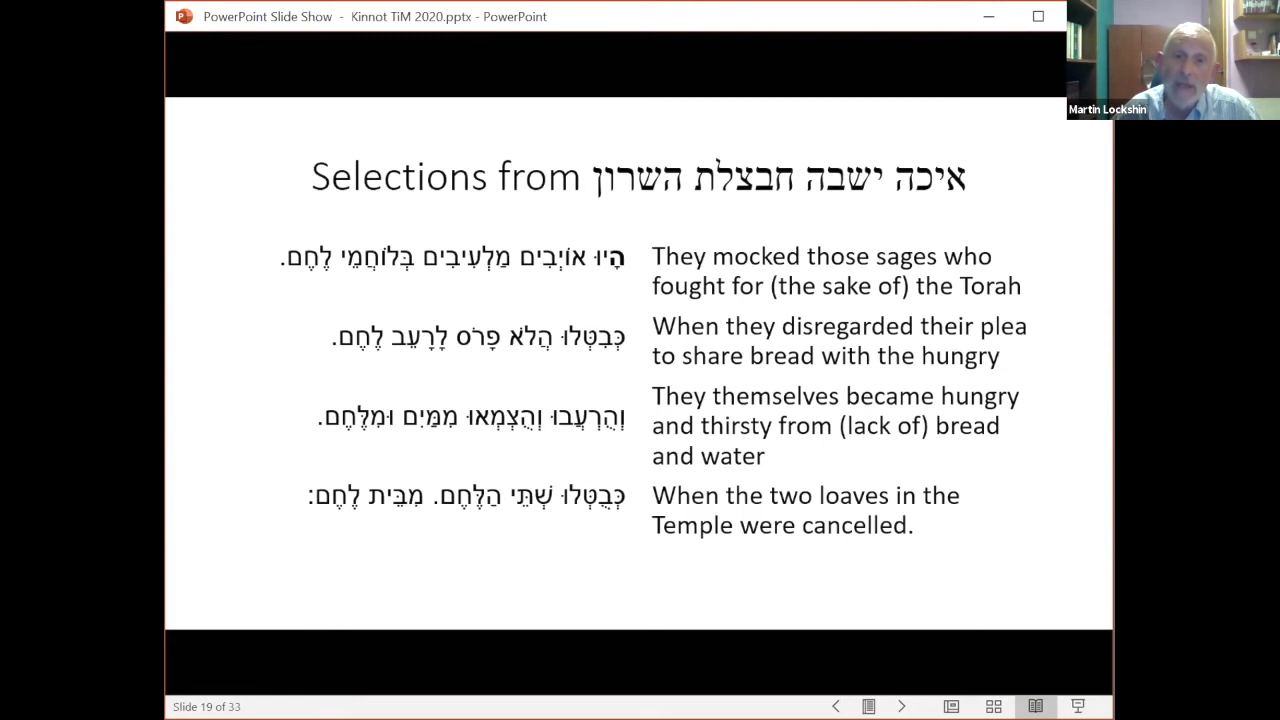 PowerPoint Slide Show - Kinnot TiM 2020.pptx - PowerPoint
Martin Lockshin
Selections from איכה ישבה חבצלת השרון
הָיוּ אוֹיְבִים מַלְעִיבִים בְּלוֹחֲמֵי לֶחֶם.
They mocked those sages who
fought for (the sake of) the Torah
כְּבִטְּלוּ הֲלֹא פָרֹס לָרָעֵב לֶחֶם.
When they disregarded their plea
to share bread with the hungry
וְהֻרְעֲבוּ וְהֻצְמְאוּ מִמַּיִם וּמִלֶּחֶם.
They themselves became hungry
and thirsty from (lack of) bread
and water
כְּבֻטְּלוּ שְׁתֵּי הַלֶּחֶם. מִבֵּית לֶחֶם:
When the two loaves in the
Temple were cancelled.
Slide 19 of 33